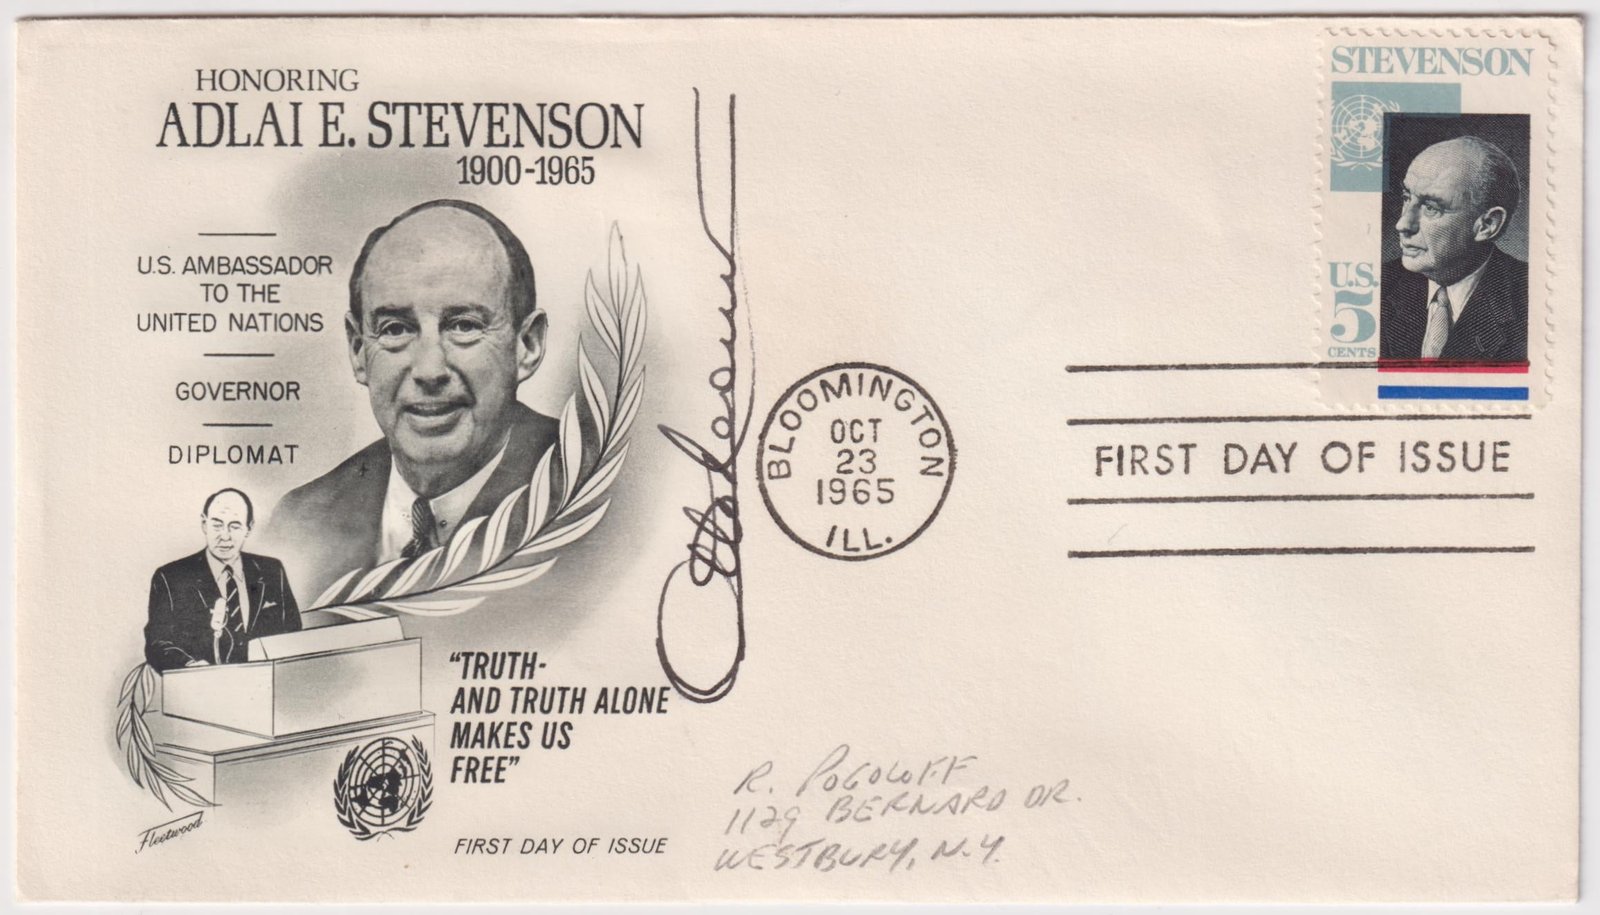 HONORING
ADLAI E. STEVENSON
1900-1965
U.S. AMBASSADOR
TO THE
UNITED NATIONS
GOVERNOR
DIPLOMAT
"TRUTH-
AND TRUTH ALONE
MAKES US
FREE"
Fleetwood
FIRST DAY OF ISSUE
BLOOMINGTON
OCT
23
1965
ILL.
STEVENSON
U.S.
5
CENTS
FIRST DAY OF ISSUE
R. POGOLOFF
1129 BERNARD DR.
WESTBURY, N.Y.